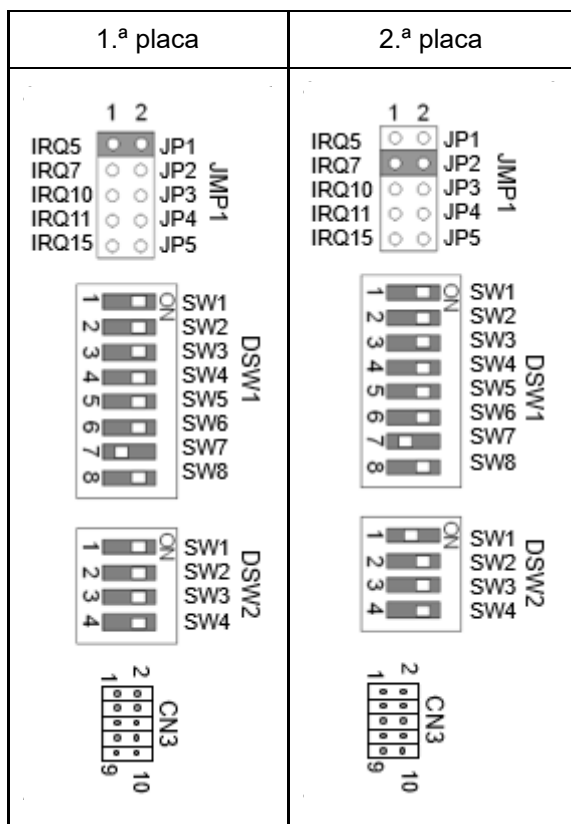 1.ª placa
1 2
IRQ5 JP1
IRQ7 JP2
IRQ10 JP3
IRQ11 JP4
IRQ15 JP5
JMP1
ON
1 SW1
2 SW2
3 SW3
4 SW4
5 SW5
6 SW6
7 SW7
8 SW8
DSW1
ON
1 SW1
2 SW2
3 SW3
4 SW4
DSW2
1 2
CN3
9 10
2.ª placa
1 2
IRQ5 JP1
IRQ7 JP2
IRQ10 JP3
IRQ11 JP4
IRQ15 JP5
JMP1
ON
1 SW1
2 SW2
3 SW3
4 SW4
5 SW5
6 SW6
7 SW7
8 SW8
DSW1
ON
1 SW1
2 SW2
3 SW3
4 SW4
DSW2
1 2
CN3
9 10